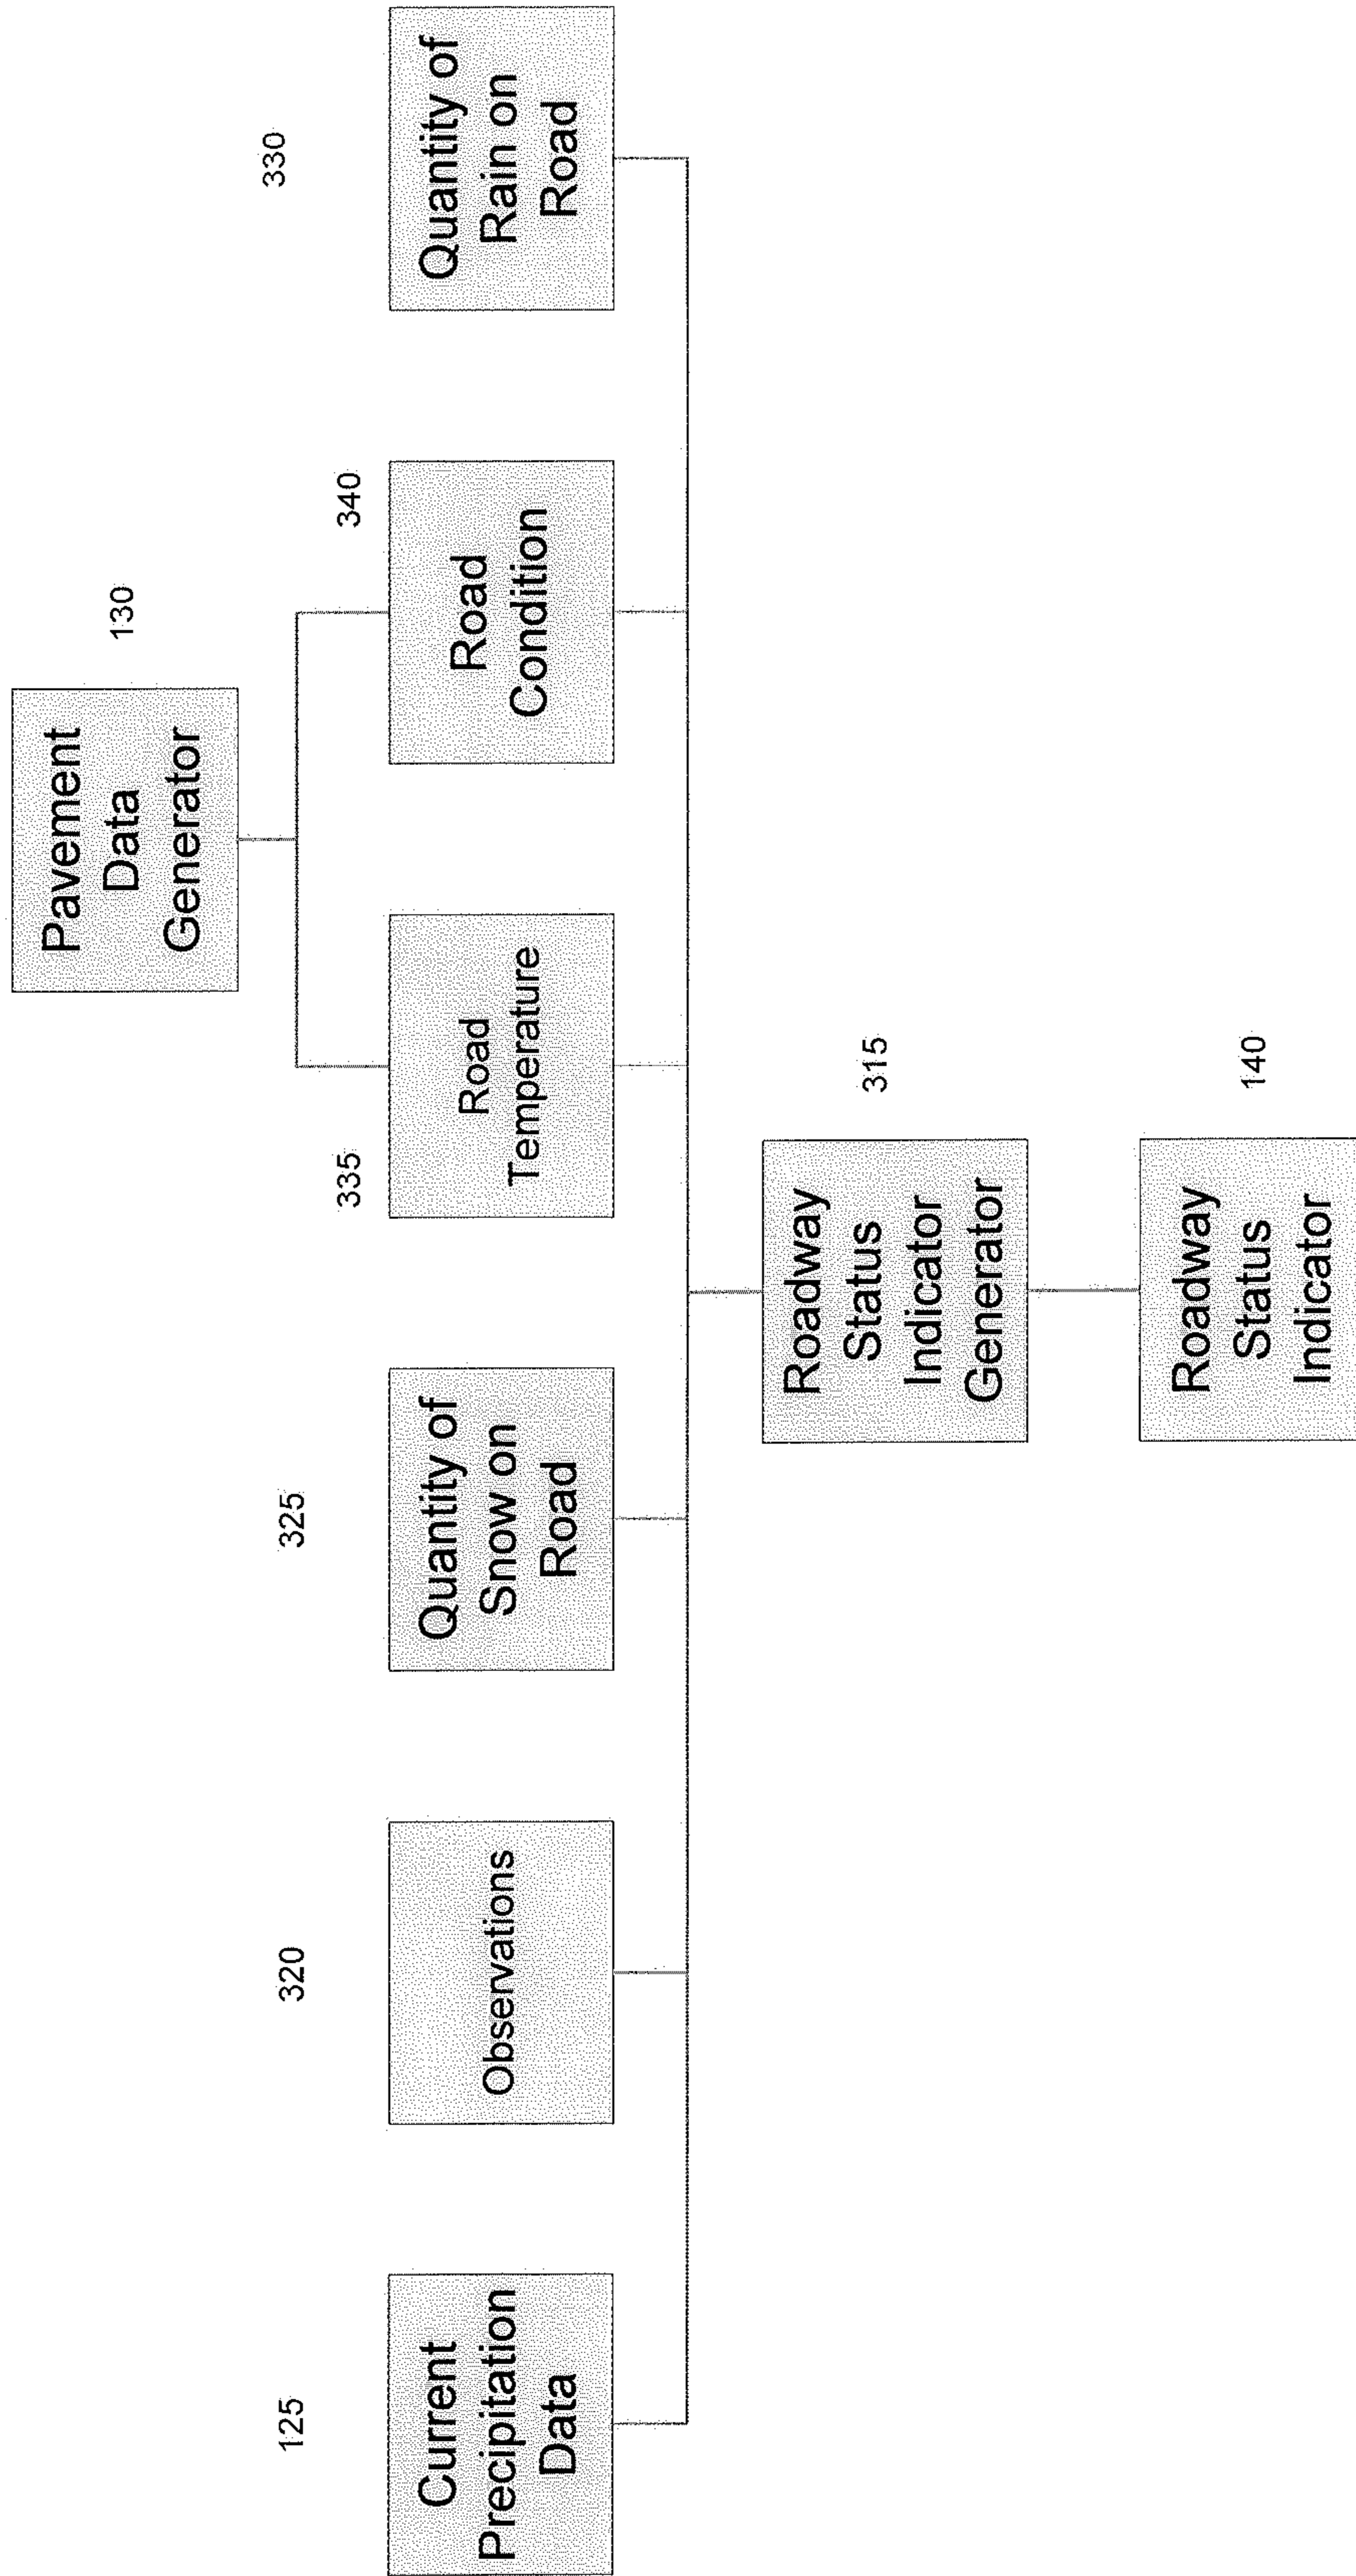 130
Pavement
Data
Generator
125
Current
Precipitation
Data
320
Observations
325
Quantity of
Snow on
Road
335
Road
Temperature
340
Road
Condition
330
Quantity of
Rain on
Road
315
Roadway
Status
Indicator
Generator
140
Roadway
Status
Indicator